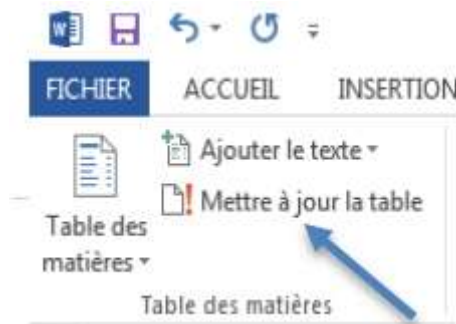 FICHIER ACCUEIL INSERTION
Ajouter le texte
Mettre à jour la table
Table des
matières
Table des matières